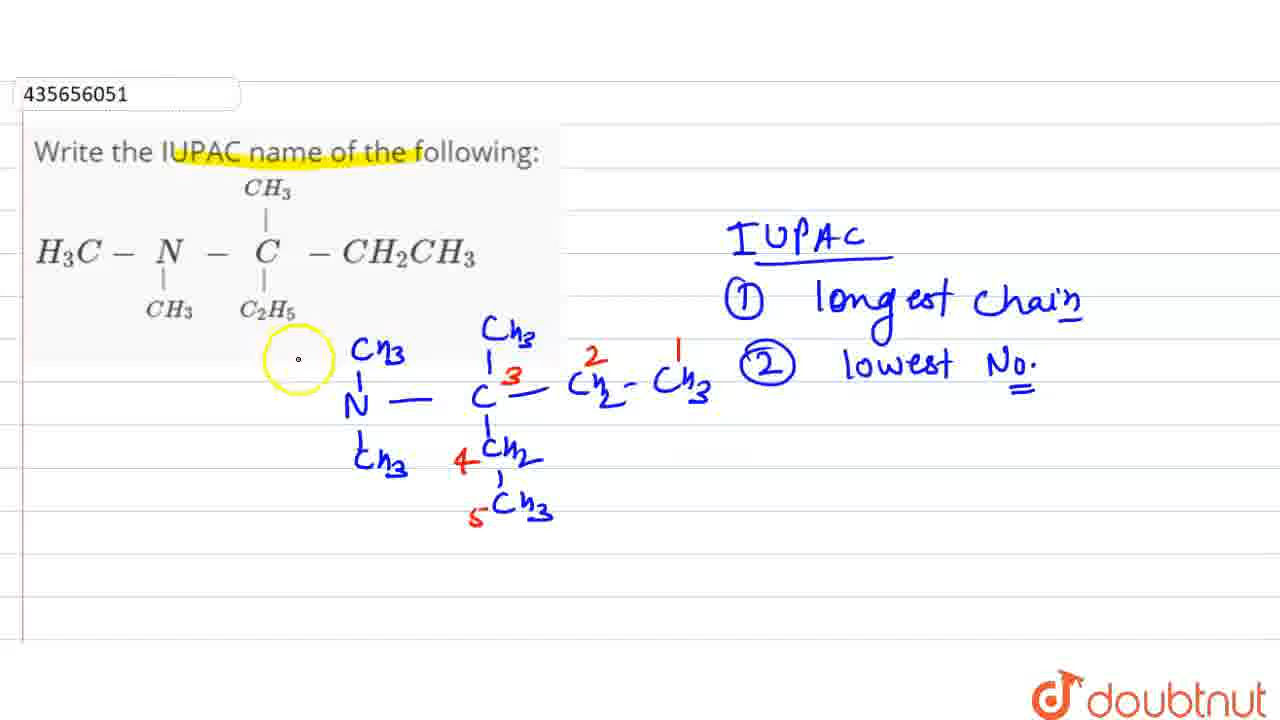 435656051
Write the IUPAC name of the following:
CH₃
|
H₃C – N – C – CH₂CH₃
| |
CH₃ C₂H₅
IUPAC
① longest chain
② lowest No.
CH₃ CH₃
| | 3 2 1
N — C — CH₂ - CH₃
| |
CH₃ 4 CH₂
|
5 CH₃
doubtnut